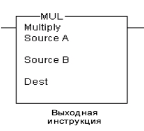 MUL
Multiply
Source A
Source B
Dest
Выходная
инструкция